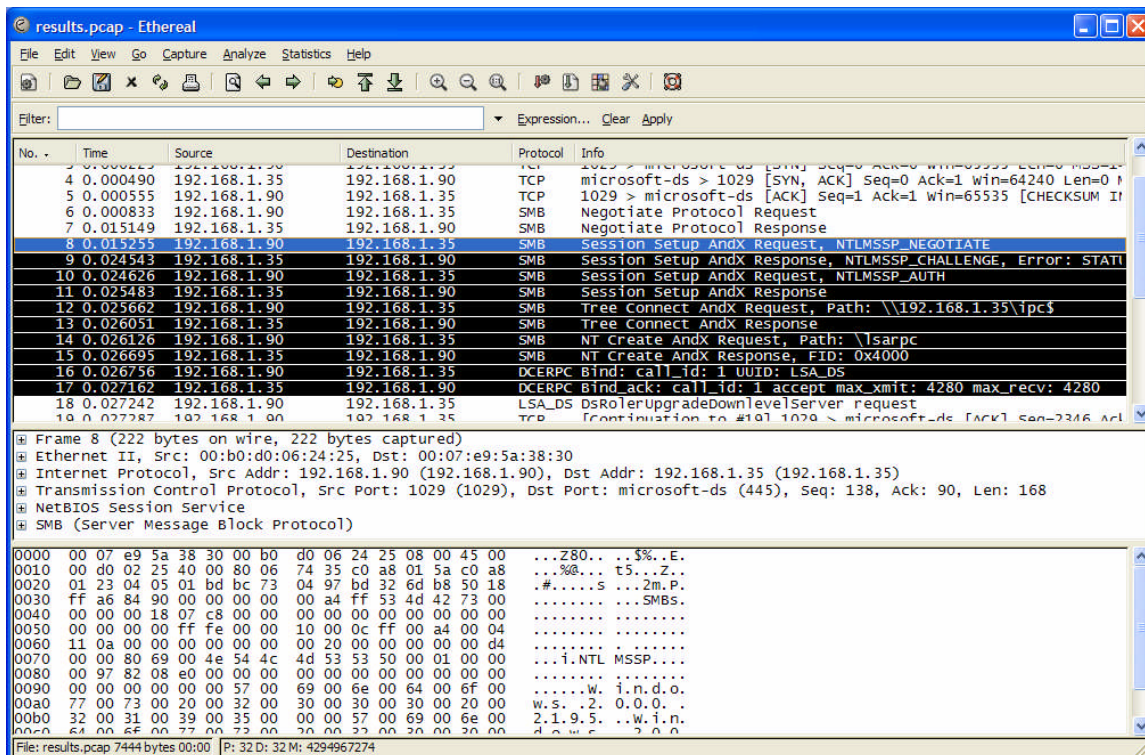 results.pcap - Ethereal
File Edit View Go Capture Analyze Statistics Help
Filter: Expression... Clear Apply
No. . Time Source Destination Protocol Info
4 0.000490 192.168.1.35 192.168.1.90 TCP microsoft-ds > 1029 [SYN, ACK] Seq=0 Ack=1 Win=64240 Len=0
5 0.000555 192.168.1.90 192.168.1.35 TCP 1029 > microsoft-ds [ACK] Seq=1 Ack=1 Win=65535 [CHECKSUM
6 0.000833 192.168.1.90 192.168.1.35 SMB Negotiate Protocol Request
7 0.015149 192.168.1.35 192.168.1.90 SMB Negotiate Protocol Response
8 0.015255 192.168.1.90 192.168.1.35 SMB Session Setup AndX Request, NTLMSSP_NEGOTIATE
9 0.024543 192.168.1.35 192.168.1.90 SMB Session Setup AndX Response, NTLMSSP_CHALLENGE, Error:
10 0.024626 192.168.1.90 192.168.1.35 SMB Session Setup AndX Request, NTLMSSP_AUTH
11 0.025483 192.168.1.35 192.168.1.90 SMB Session Setup AndX Response
12 0.025662 192.168.1.90 192.168.1.35 SMB Tree Connect AndX Request, Path: \\192.168.1.35\ipc$
13 0.026051 192.168.1.35 192.168.1.90 SMB Tree Connect AndX Response
14 0.026126 192.168.1.90 192.168.1.35 SMB NT Create AndX Request, Path: \lsarpc
15 0.026695 192.168.1.35 192.168.1.90 SMB NT Create AndX Response, FID: 0x4000
16 0.026756 192.168.1.90 192.168.1.35 DCERPC Bind: call_id: 1 UUID: LSA_DS
17 0.027162 192.168.1.35 192.168.1.90 DCERPC Bind_ack: call_id: 1 accept max_xmit: 4280 max_recv: 4280
18 0.027242 192.168.1.90 192.168.1.35 LSA_DS DsRolerUpgradeDownlevelServer request
19 0.027287 192.168.1.90 192.168.1.35 TCP [Continuation to #19] 1029 > microsoft-ds [ACK] Seq=2346
Frame 8 (222 bytes on wire, 222 bytes captured)
Ethernet II, Src: 00:b0:d0:06:24:25, Dst: 00:07:e9:5a:38:30
Internet Protocol, Src Addr: 192.168.1.90 (192.168.1.90), Dst Addr: 192.168.1.35 (192.168.1.35)
Transmission Control Protocol, Src Port: 1029 (1029), Dst Port: microsoft-ds (445), Seq: 138, Ack: 90, Len: 168
NetBIOS Session Service
SMB (Server Message Block Protocol)
0000 00 07 e9 5a 38 30 00 b0 d0 06 24 25 08 00 45 00 ...Z80.. ..$%..E.
0010 00 d0 02 25 40 00 80 06 74 35 c0 a8 01 5a c0 a8 ...%@... t5...Z..
0020 01 23 04 05 01 bd bc 73 04 97 bd 32 6d b8 50 18 .#.....s ...2m.P.
0030 ff a6 84 90 00 00 00 00 00 a4 ff 53 4d 42 73 00 ........ ...SMBs.
0040 00 00 00 18 07 c8 00 00 00 00 00 00 00 00 00 00 ........ ........
0050 00 00 00 00 ff fe 00 00 10 00 0c ff 00 a4 00 04 ........ ........
0060 11 0a 00 00 00 00 00 00 00 20 00 00 00 00 00 d4 ........ . ......
0070 00 00 80 69 00 4e 54 4c 4d 53 53 50 00 01 00 00 ...i.NTL MSSP....
0080 00 97 82 08 e0 00 00 00 00 00 00 00 00 00 00 00 ........ ........
0090 00 00 00 00 00 00 57 00 69 00 6e 00 64 00 6f 00 ......W. i.n.d.o.
00a0 77 00 73 00 20 00 32 00 30 00 30 00 30 00 20 00 w.s. .2. 0.0.0. .
00b0 32 00 31 00 39 00 35 00 00 00 57 00 69 00 6e 00 2.1.9.5. ..W.i.n.
File: results.pcap 7444 bytes 00:00 P: 32 D: 32 M: 4294967274